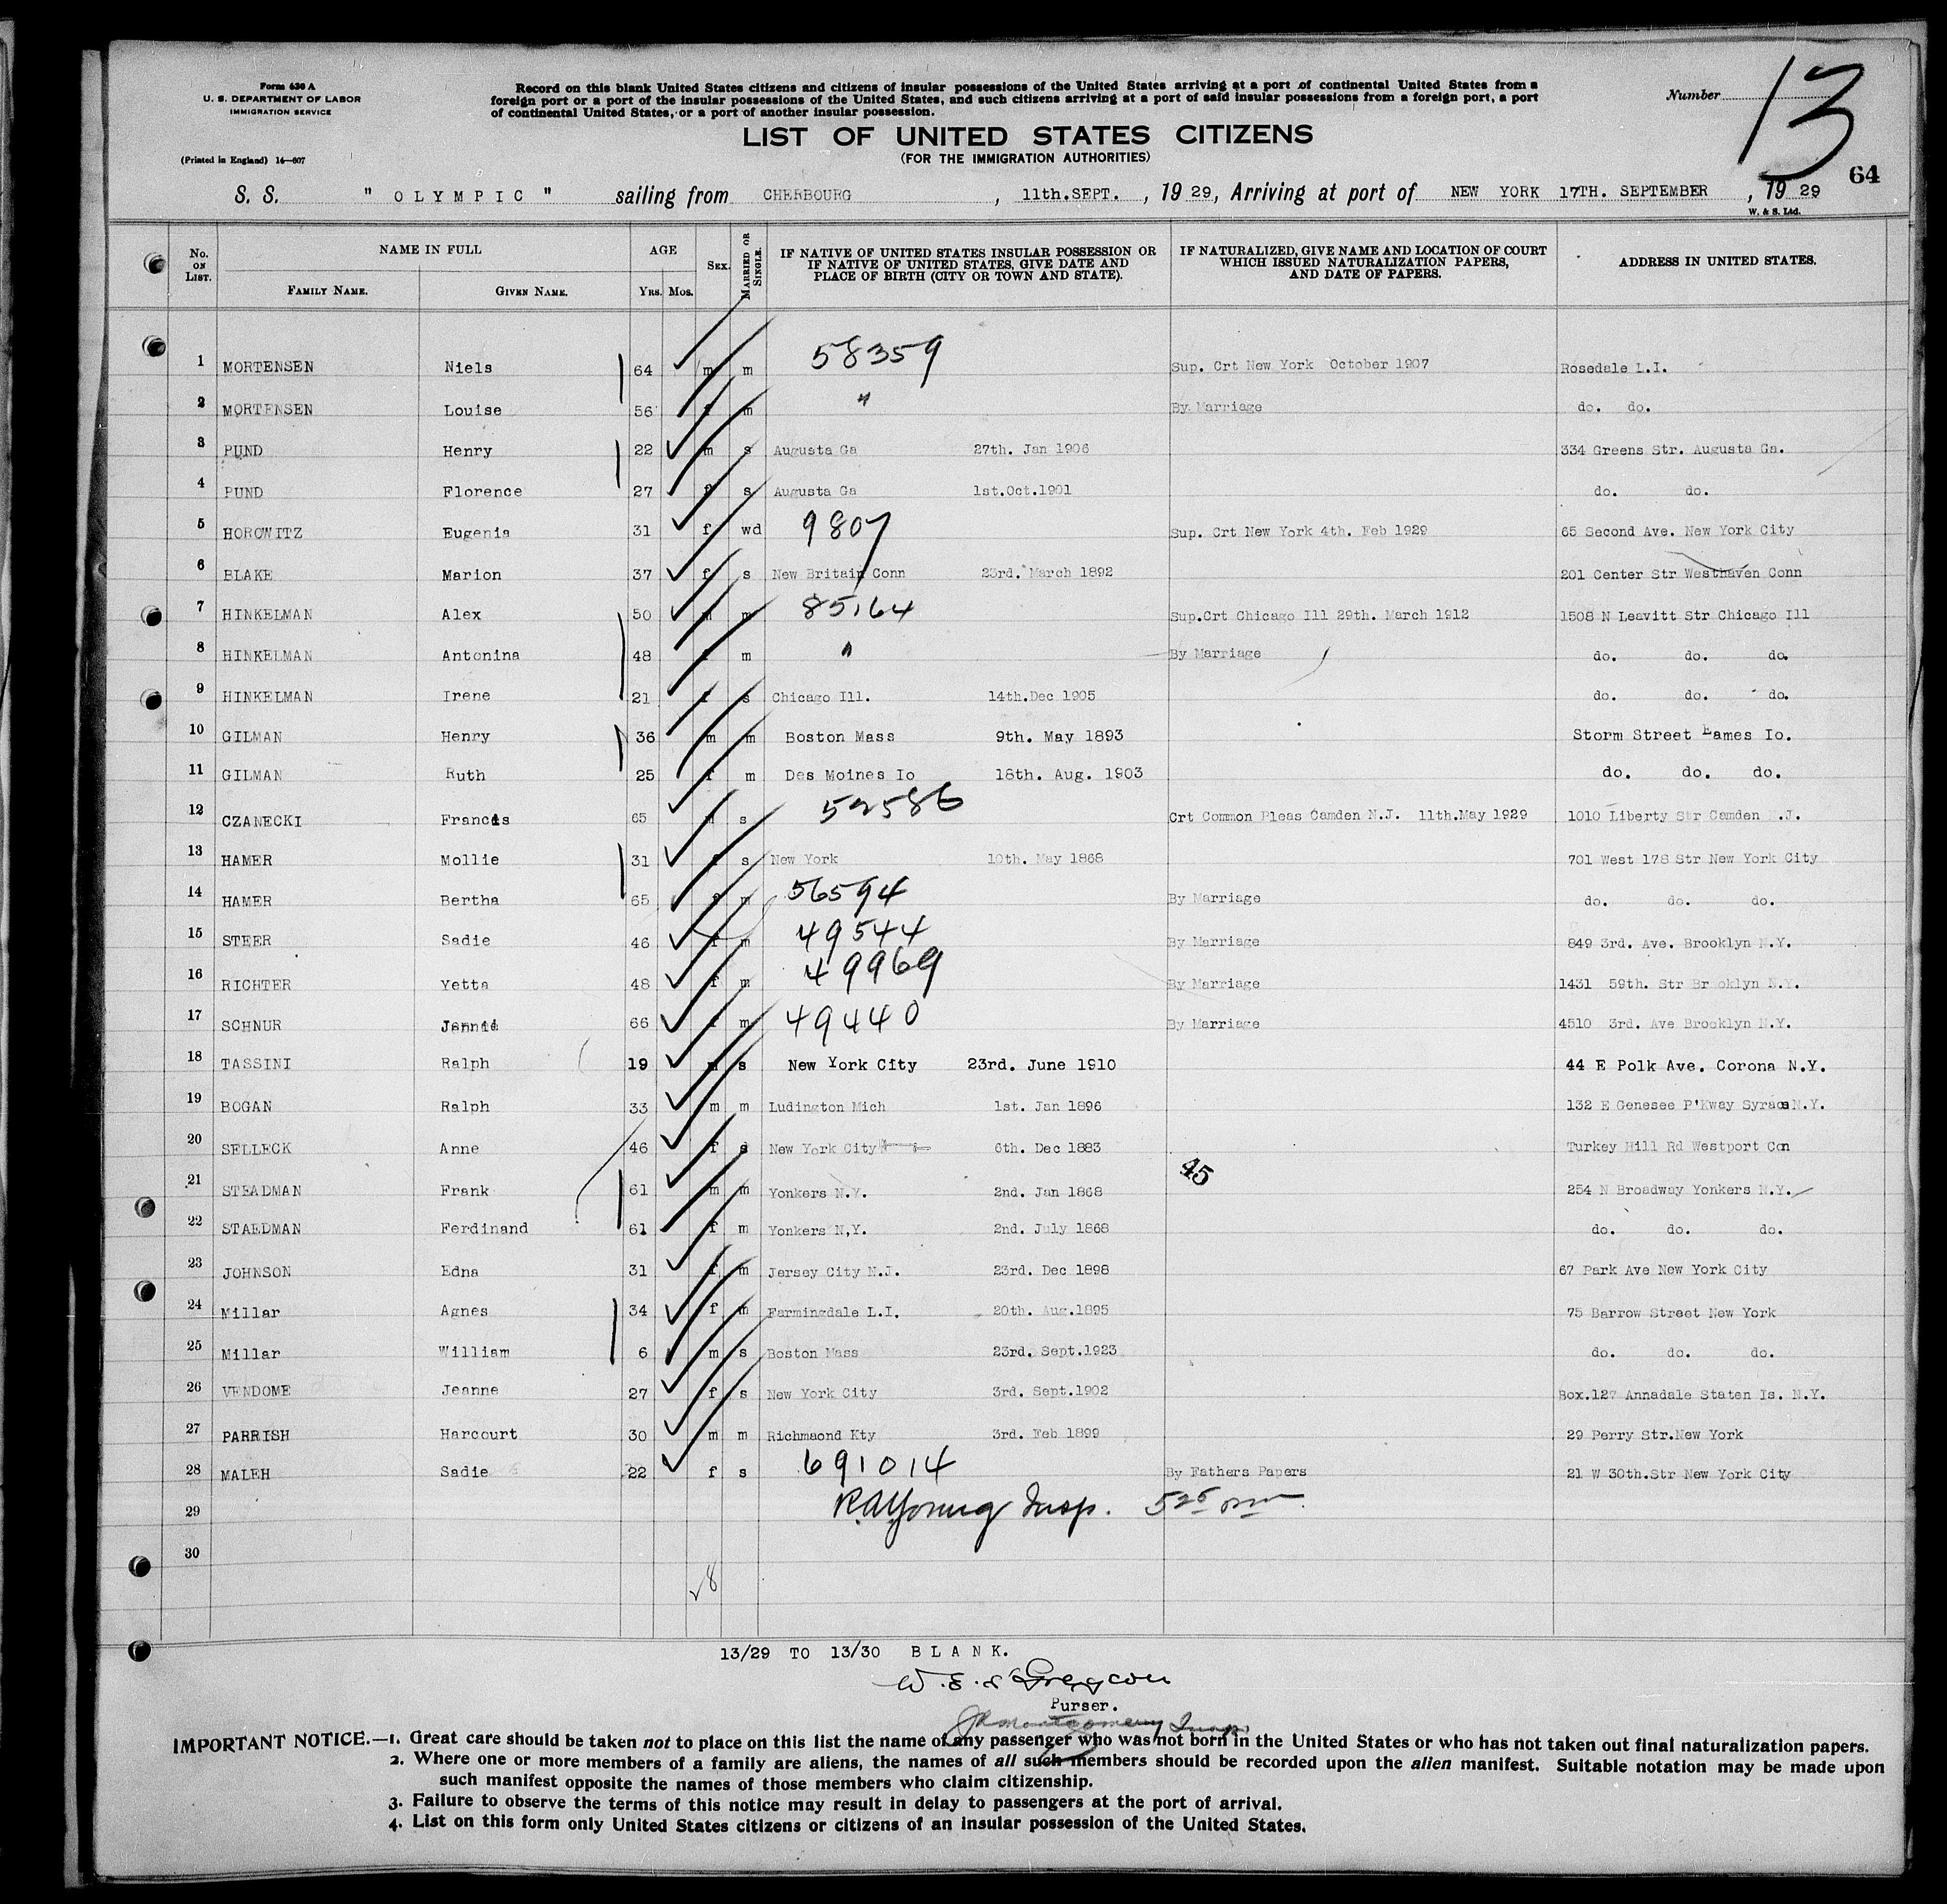 Form 630 A
U. S. DEPARTMENT OF LABOR
IMMIGRATION SERVICE
(Printed in England) 14—607
Record on this blank United States citizens and citizens of insular possessions of the United States arriving at a port of continental United States from a
foreign port or a port of the insular possessions of the United States, and such citizens arriving at a port of said insular possessions from a foreign port, a port
of continental United States, or a port of another insular possession.
Number 13
LIST OF UNITED STATES CITIZENS
(FOR THE IMMIGRATION AUTHORITIES)
64
S. S. " OLYMPIC " sailing from CHERBOURG , 11th.SEPT. , 19 29, Arriving at port of NEW YORK 17TH. SEPTEMBER , 19 29
W. & S. Ltd.
No. ON LIST. NAME IN FULL FAMILY NAME. GIVEN NAME. AGE YRS. MOS. SEX. MARRIED OR SINGLE. IF NATIVE OF UNITED STATES INSULAR POSSESSION OR IF NATIVE OF UNITED STATES, GIVE DATE AND PLACE OF BIRTH (CITY OR TOWN AND STATE). IF NATURALIZED, GIVE NAME AND LOCATION OF COURT WHICH ISSUED NATURALIZATION PAPERS, AND DATE OF PAPERS. ADDRESS IN UNITED STATES.
1 MORTENSEN Niels 64 m m 58359 Sup. Crt New York October 1907 Rosedale L.I.
2 MORTENSEN Louise 56 f m " By Marriage do. do.
3 PUND Henry 22 m s Augusta Ga 27th. Jan 1906 334 Greens Str. Augusta Ga.
4 PUND Florence 27 f s Augusta Ga 1st.Oct.1901 do. do.
5 HOROWITZ Eugenia 31 f wd 9807 Sup. Crt New York 4th. Feb 1929 65 Second Ave. New York City
6 BLAKE Marion 37 f s New Britain Conn 23rd. March 1892 201 Center Str Westhaven Conn
7 HINKELMAN Alex 50 m m 85164 Sup.Crt Chicago Ill 29th. March 1912 1508 N Leavitt Str Chicago Ill
8 HINKELMAN Antonina 48 f m " By Marriage do. do. do.
9 HINKELMAN Irene 21 f s Chicago Ill. 14th.Dec 1905 do. do. do.
10 GILMAN Henry 36 m m Boston Mass 9th. May 1893 Storm Street Eames Io.
11 GILMAN Ruth 25 f m Des Moines Io 18th. Aug. 1903 do. do. do.
12 CZANECKI Francis 65 m s 52586 Crt Common Pleas Camden N.J. 11th.May 1929 1010 Liberty Str Camden N.J.
13 HAMER Mollie 31 f s New York 10th. May 1868 701 West 178 Str New York City
14 HAMER Bertha 65 f m 56594 By Marriage do. do. do.
15 STEER Sadie 46 f m 49544 By Marriage 849 3rd. Ave. Brooklyn N.Y.
16 RICHTER Yetta 48 f m 49969 By Marriage 1431 59th. Str Brooklyn N.Y.
17 SCHNUR Jennie 66 f m 49440 By Marriage 4510 3rd. Ave Brooklyn N.Y.
18 TASSINI Ralph 19 m s New York City 23rd. June 1910 44 E Polk Ave. Corona N.Y.
19 BOGAN Ralph 33 m m Ludington Mich 1st. Jan 1896 132 E Genesee P'Kway Syracs N.Y.
20 SELLECK Anne 46 f s New York City 6th. Dec 1883 Turkey Hill Rd Westport Con
45
21 STEADMAN Frank 61 m m Yonkers N.Y. 2nd. Jan 1868 254 N Broadway Yonkers N.Y.
22 STAEDMAN Ferdinand 61 f m Yonkers N,Y. 2nd. July 1868 do. do. do.
23 JOHNSON Edna 31 f m Jersey City N.J. 23rd. Dec 1898 67 Park Ave New York City
24 Millar Agnes 34 f m Farmingdale L.I. 20th. Aug.1895 75 Barrow Street New York
25 Millar William 6 m s Boston Mass 23rd. Sept.1923 do. do. do.
26 VENDOME Jeanne 27 f s New York City 3rd. Sept.1902 Box.127 Annadale Staten Is. N.Y.
27 PARRISH Harcourt 30 m m Richmaond Kty 3rd. Feb 1899 29 Perry Str.New York
28 MALEH Sadie 22 f s 691014 By Fathers Papers 21 W 30th.Str New York City
29 R.A.Young Insp. 5 25 pm
30
8
13/29 TO 13/30 BLANK.
Purser.
JR Montgomery Insp.
IMPORTANT NOTICE.—1. Great care should be taken not to place on this list the name of any passenger who was not born in the United States or who has not taken out final naturalization papers.
2. Where one or more members of a family are aliens, the names of all such members should be recorded upon the alien manifest. Suitable notation may be made upon
such manifest opposite the names of those members who claim citizenship.
3. Failure to observe the terms of this notice may result in delay to passengers at the port of arrival.
4. List on this form only United States citizens or citizens of an insular possession of the United States.